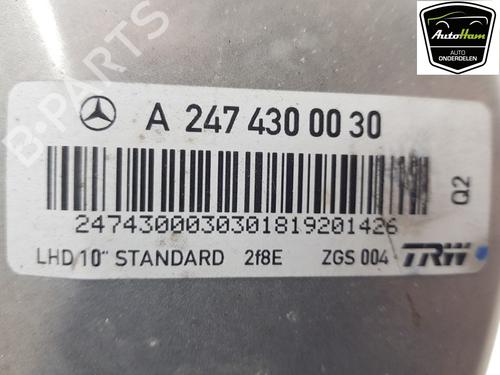 AutoHam
AUTO
ONDERDELEN
B-PARTS
A 247 430 00 30
Q2
2474300030301819201426
LHD 10" STANDARD 2f8E ZGS 004 TRW